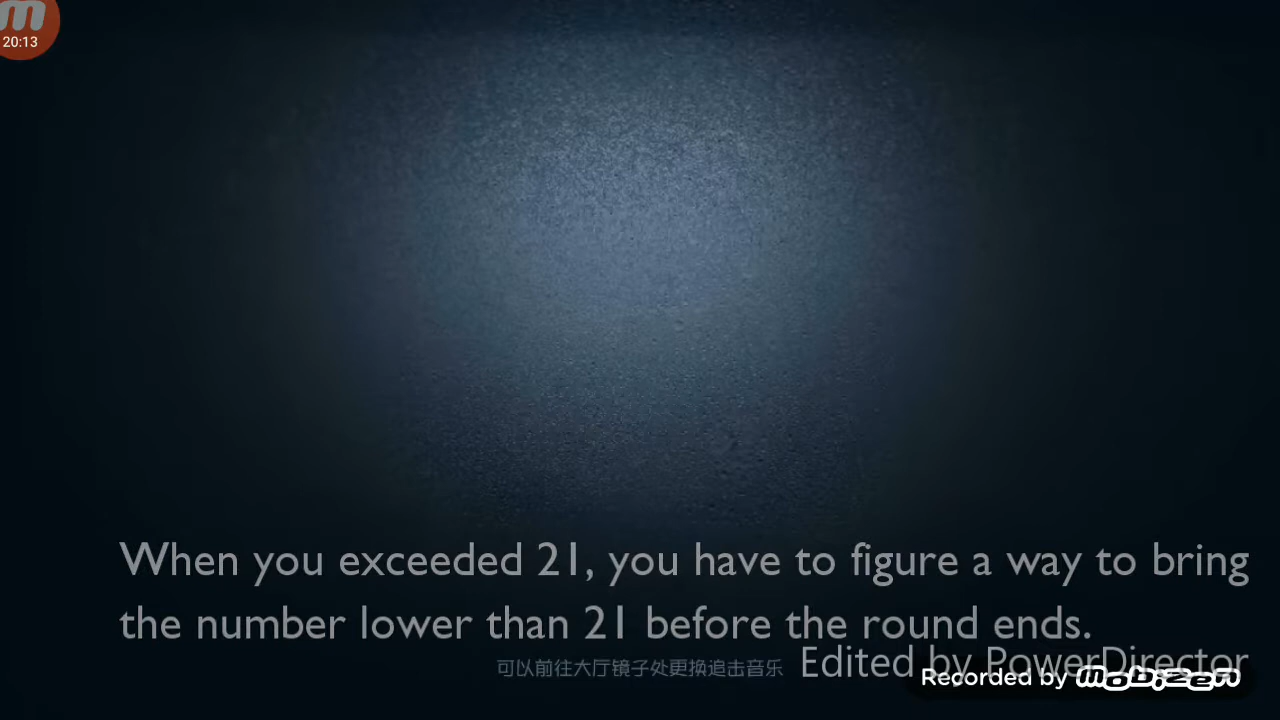 m
20:13
When you exceeded 21, you have to figure a way to bring
the number lower than 21 before the round ends.
可以前往大厅镜子处更换追击音乐
Edited by PowerDirector
Recorded by mobizen